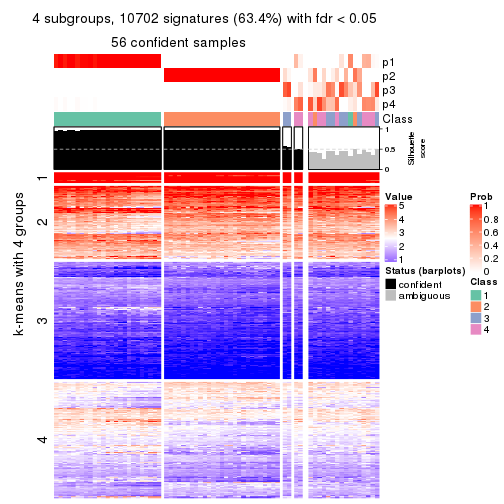 4 subgroups, 10702 signatures (63.4%) with fdr < 0.05
56 confident samples
p1
p2
p3
p4
Class
1
0.5
0
Silhouette
score
k-means with 4 groups
1
2
3
4
Value
5
4
3
2
1
Status (barplots)
confident
ambiguous
Prob
1
0.8
0.6
0.4
0.2
0
Class
1
2
3
4